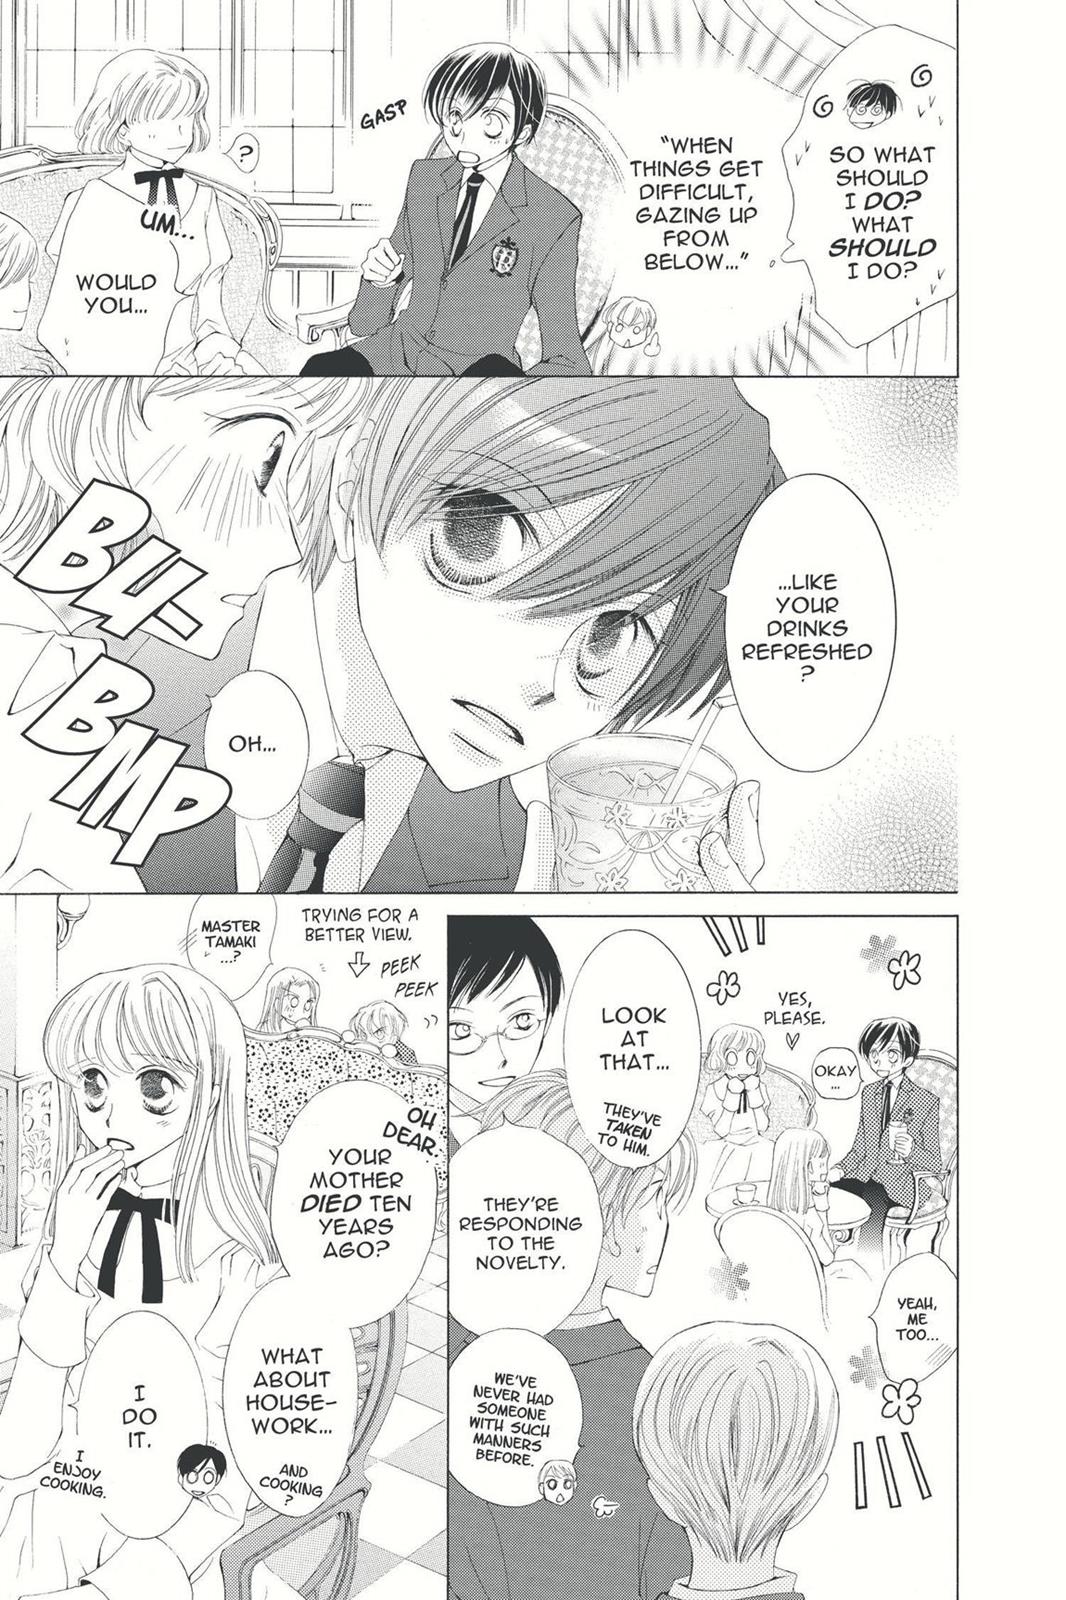 SO WHAT
SHOULD
I DO?
WHAT
SHOULD
I DO?
"WHEN
THINGS GET
DIFFICULT,
GAZING UP
FROM
BELOW..."
GASP
?
UM...
WOULD
YOU...
...LIKE
YOUR
DRINKS
REFRESHED
?
OH...
BU-
BMP
YES,
PLEASE.
OKAY
...
LOOK
AT
THAT...
THEY'VE
TAKEN
TO HIM.
THEY'RE
RESPONDING
TO THE
NOVELTY.
YEAH,
ME
TOO...
WE'VE
NEVER HAD
SOMEONE
WITH SUCH
MANNERS
BEFORE.
TRYING FOR A
BETTER VIEW.
PEEK
PEEK
MASTER
TAMAKI
...?
OH
DEAR.
YOUR
MOTHER
DIED TEN
YEARS
AGO?
WHAT
ABOUT
HOUSE-
WORK...
AND
COOKING
?
I
DO
IT.
I
ENJOY
COOKING.